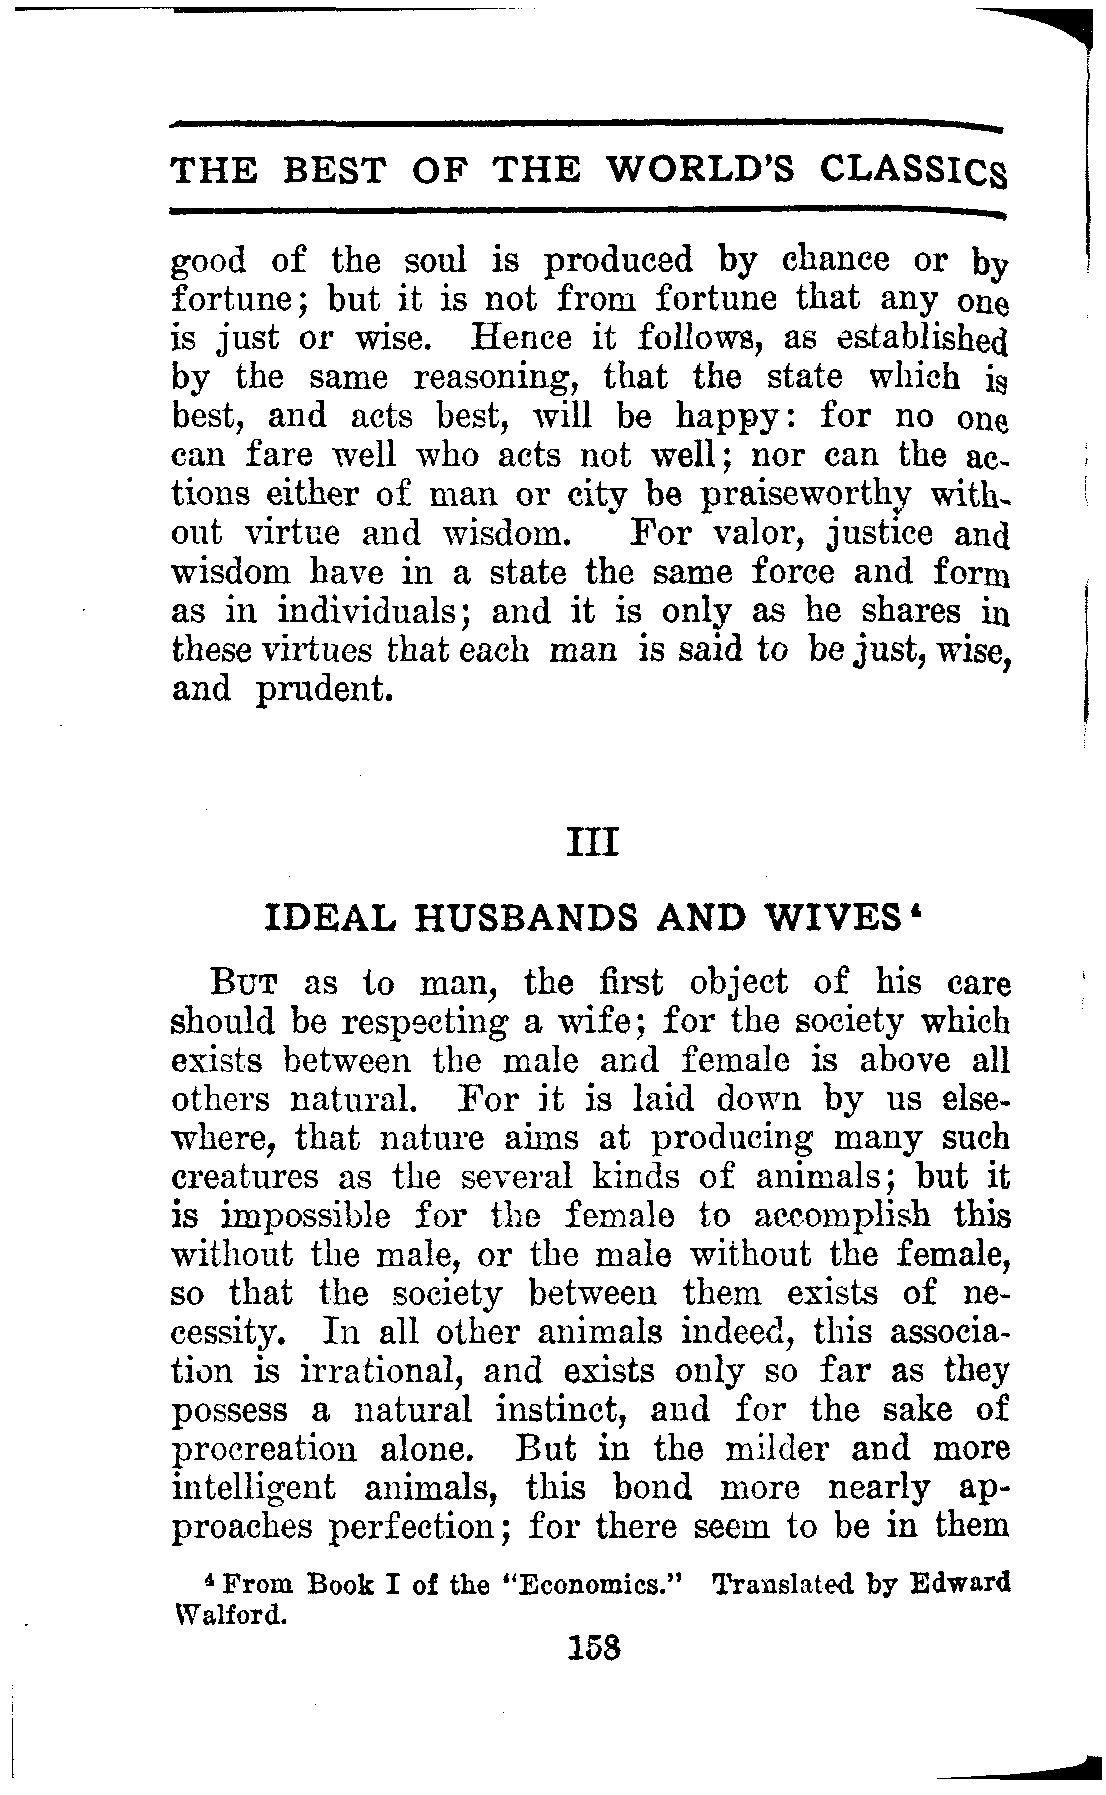 THE BEST OF THE WORLD'S CLASSICS
good of the soul is produced by chance or by
fortune; but it is not from fortune that any one
is just or wise. Hence it follows, as established
by the same reasoning, that the state which is
best, and acts best, will be happy: for no one
can fare well who acts not well; nor can the ac-
tions either of man or city be praiseworthy with-
out virtue and wisdom. For valor, justice and
wisdom have in a state the same force and form
as in individuals; and it is only as he shares in
these virtues that each man is said to be just, wise,
and prudent.
III
IDEAL HUSBANDS AND WIVES⁴
BUT as to man, the first object of his care
should be respecting a wife; for the society which
exists between the male and female is above all
others natural. For it is laid down by us else-
where, that nature aims at producing many such
creatures as the several kinds of animals; but it
is impossible for the female to accomplish this
without the male, or the male without the female,
so that the society between them exists of ne-
cessity. In all other animals indeed, this associa-
tion is irrational, and exists only so far as they
possess a natural instinct, and for the sake of
procreation alone. But in the milder and more
intelligent animals, this bond more nearly ap-
proaches perfection; for there seem to be in them
⁴ From Book I of the "Economics." Translated by Edward
Walford.
158